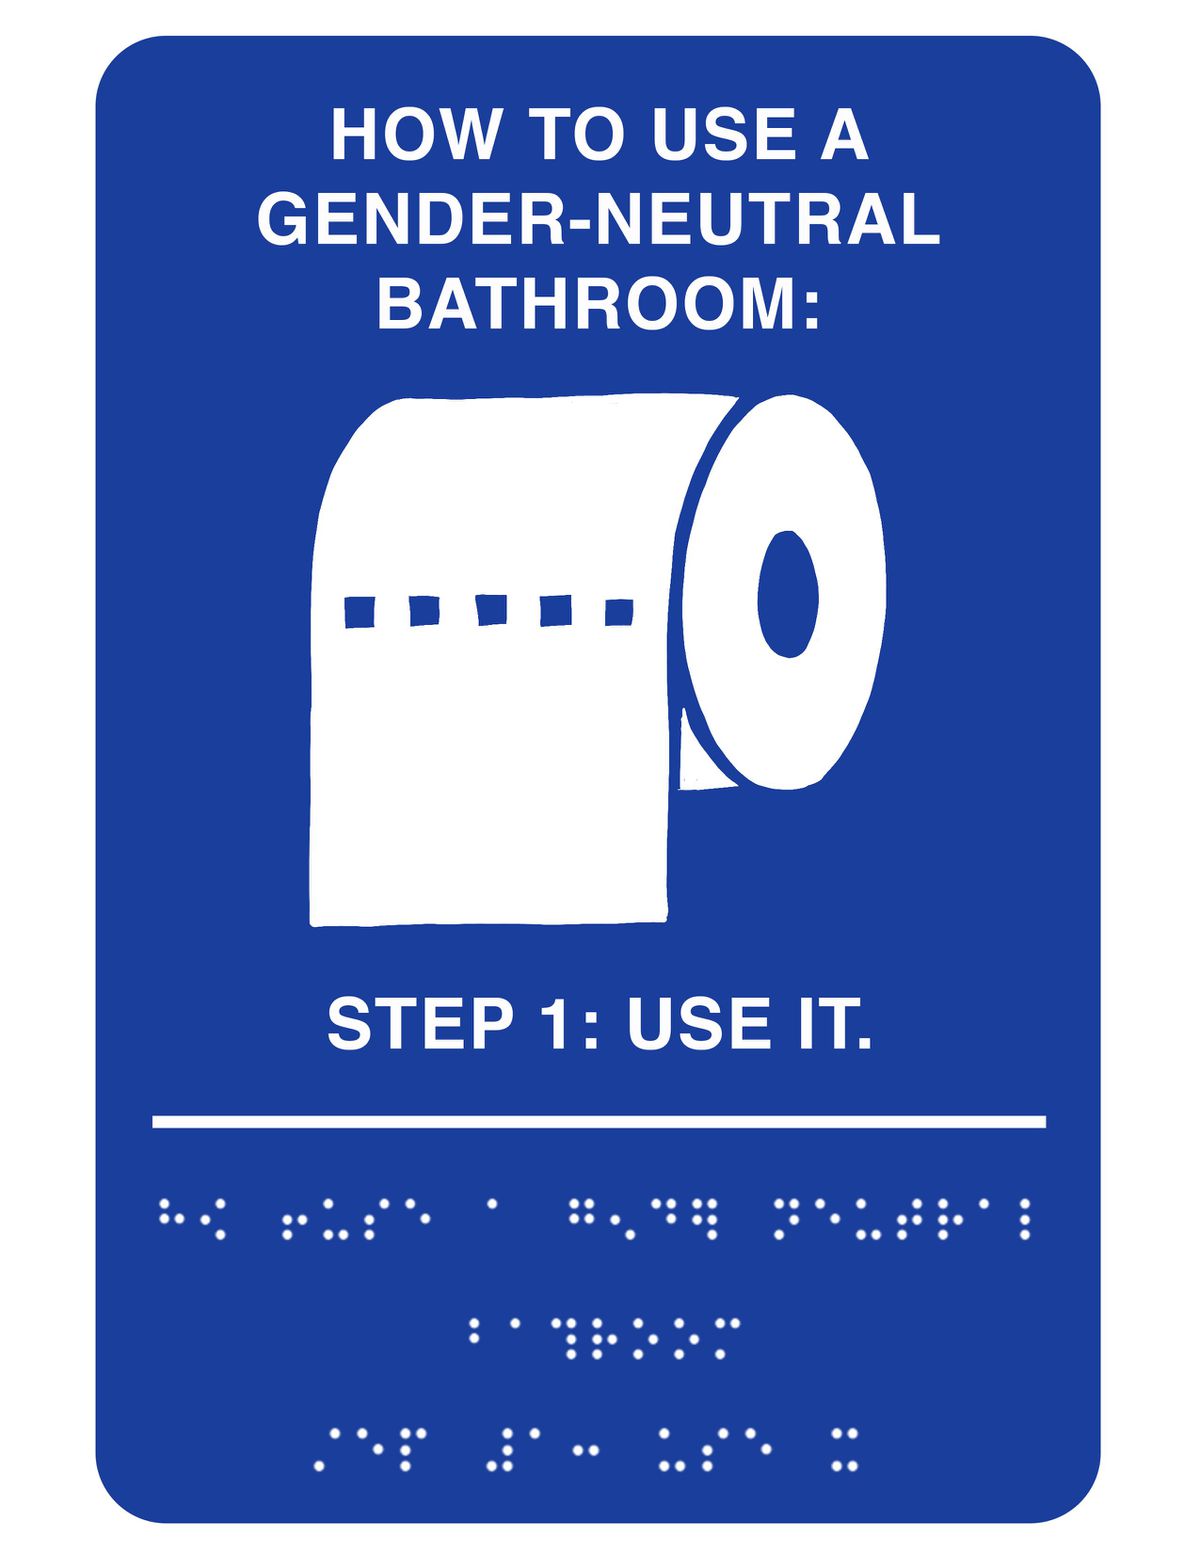 HOW TO USE A
GENDER-NEUTRAL
BATHROOM:
STEP 1: USE IT.
⠓⠪ ⠖⠥⠎⠑ ⠁ ⠛⠢⠙⠻ ⠝⠑⠥⠞⠗⠁⠇
⠃⠁⠹⠗⠕⠕⠍
⠌⠑⠏ ⠼⠁⠒ ⠥⠎⠑ ⠭